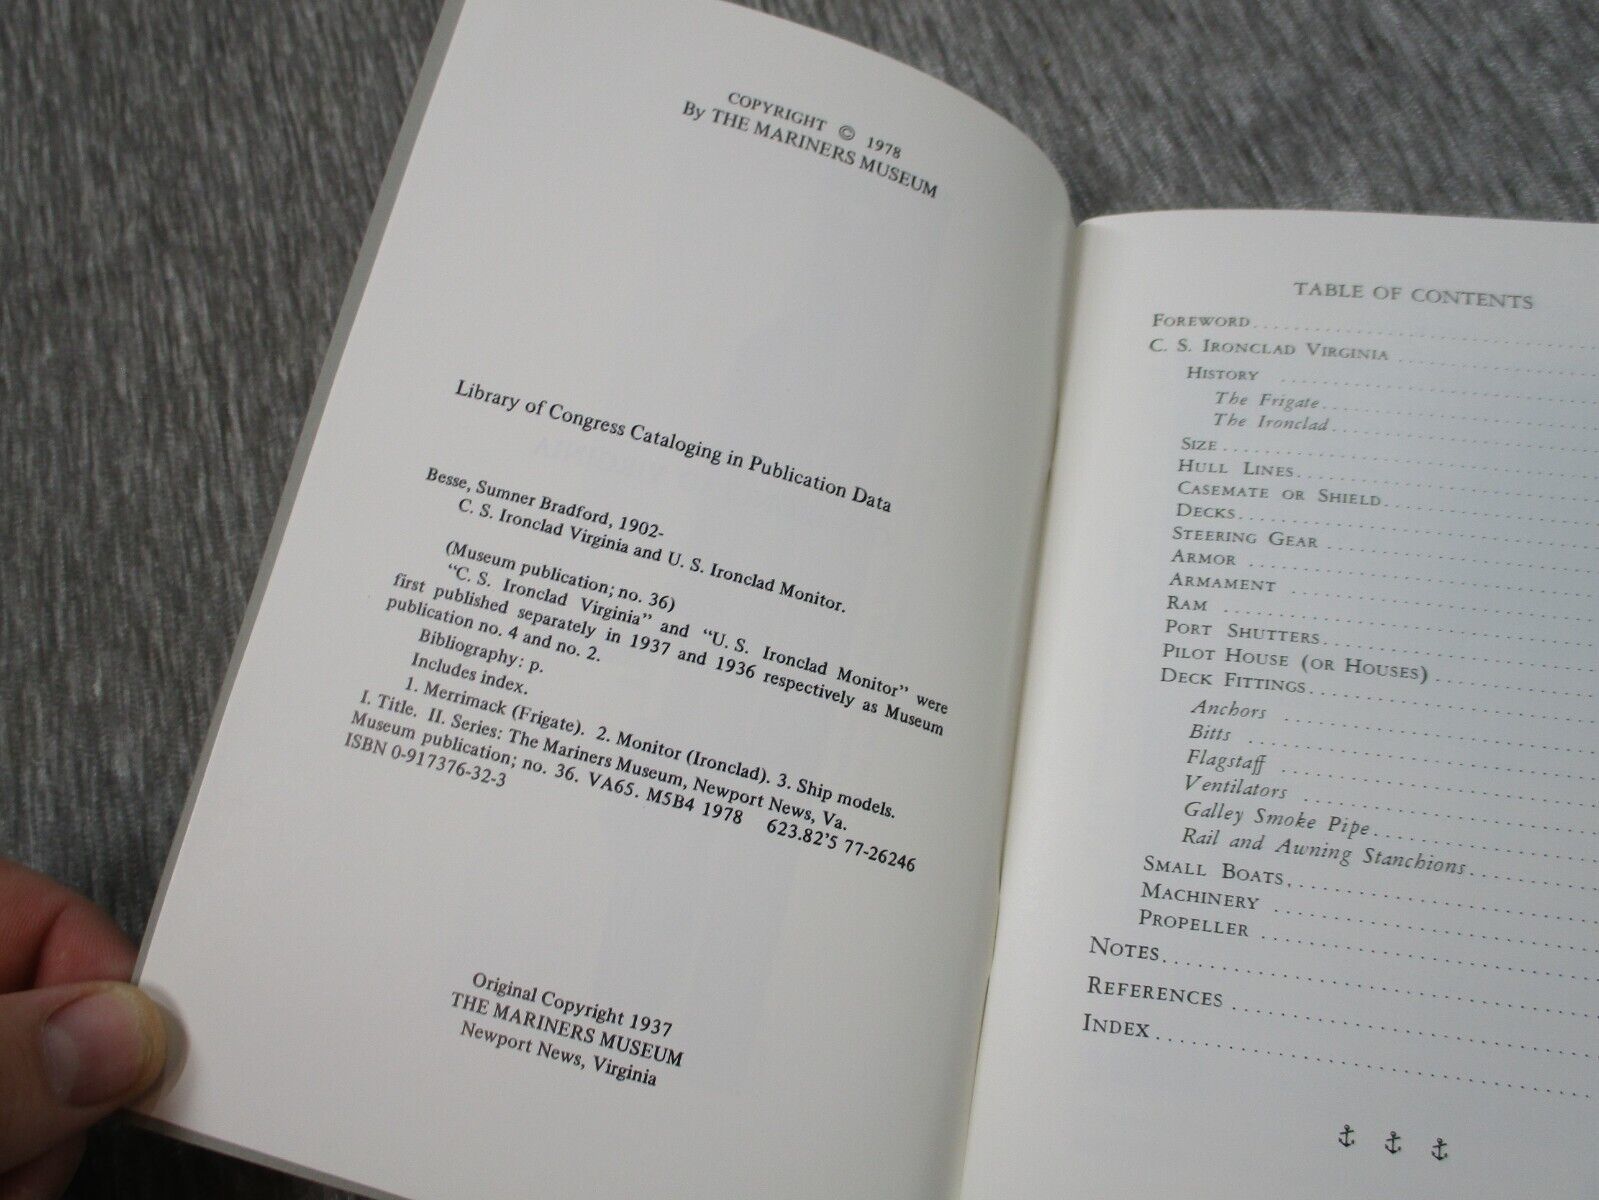 COPYRIGHT © 1978
By THE MARINERS MUSEUM
Library of Congress Cataloging in Publication Data
Besse, Sumner Bradford, 1902-
C. S. Ironclad Virginia and U. S. Ironclad Monitor.
(Museum publication; no. 36)
"C. S. Ironclad Virginia" and "U. S. Ironclad Monitor" were
first published separately in 1937 and 1936 respectively as Museum
publication no. 4 and no. 2.
Bibliography: p.
Includes index.
1. Merrimack (Frigate). 2. Monitor (Ironclad). 3. Ship models.
I. Title. II. Series: The Mariners Museum, Newport News, Va.
Museum publication; no. 36. VA65. M5B4 1978 623.82'5 77-26246
ISBN 0-917376-32-3
Original Copyright 1937
THE MARINERS MUSEUM
Newport News, Virginia
TABLE OF CONTENTS
FOREWORD
C. S. IRONCLAD VIRGINIA
HISTORY
The Frigate
The Ironclad
SIZE
HULL LINES
CASEMATE OR SHIELD
DECKS
STEERING GEAR
ARMOR
ARMAMENT
RAM
PORT SHUTTERS
PILOT HOUSE (OR HOUSES)
DECK FITTINGS
Anchors
Bitts
Flagstaff
Ventilators
Galley Smoke Pipe
Rail and Awning Stanchions
SMALL BOATS
MACHINERY
PROPELLER
NOTES
REFERENCES
INDEX